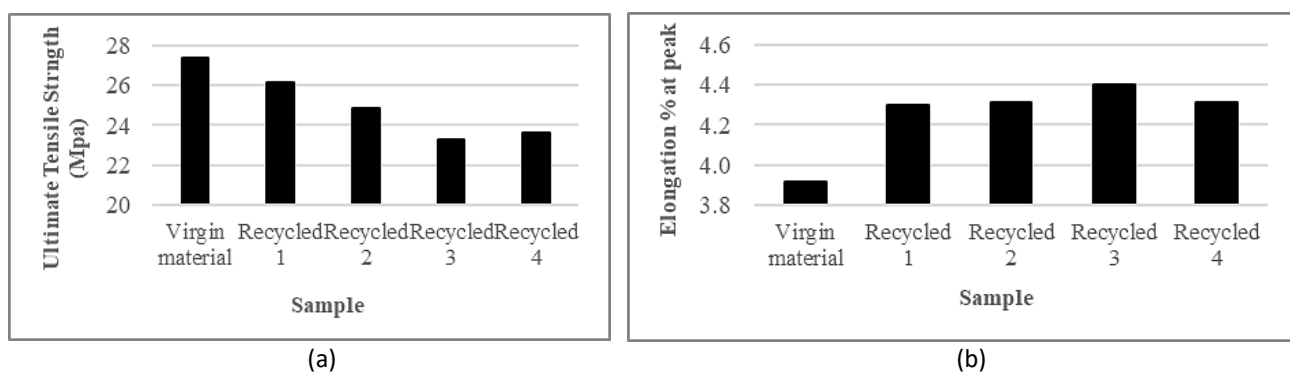 Ultimate Tensile Strngth
(Mpa)
28
26
24
22
20
Virgin
material
Recycled
1
Recycled
2
Recycled
3
Recycled
4
Sample
(a)
Elongation % at peak
4.6
4.4
4.2
4.0
3.8
Virgin
material
Recycled
1
Recycled
2
Recycled
3
Recycled
4
Sample
(b)